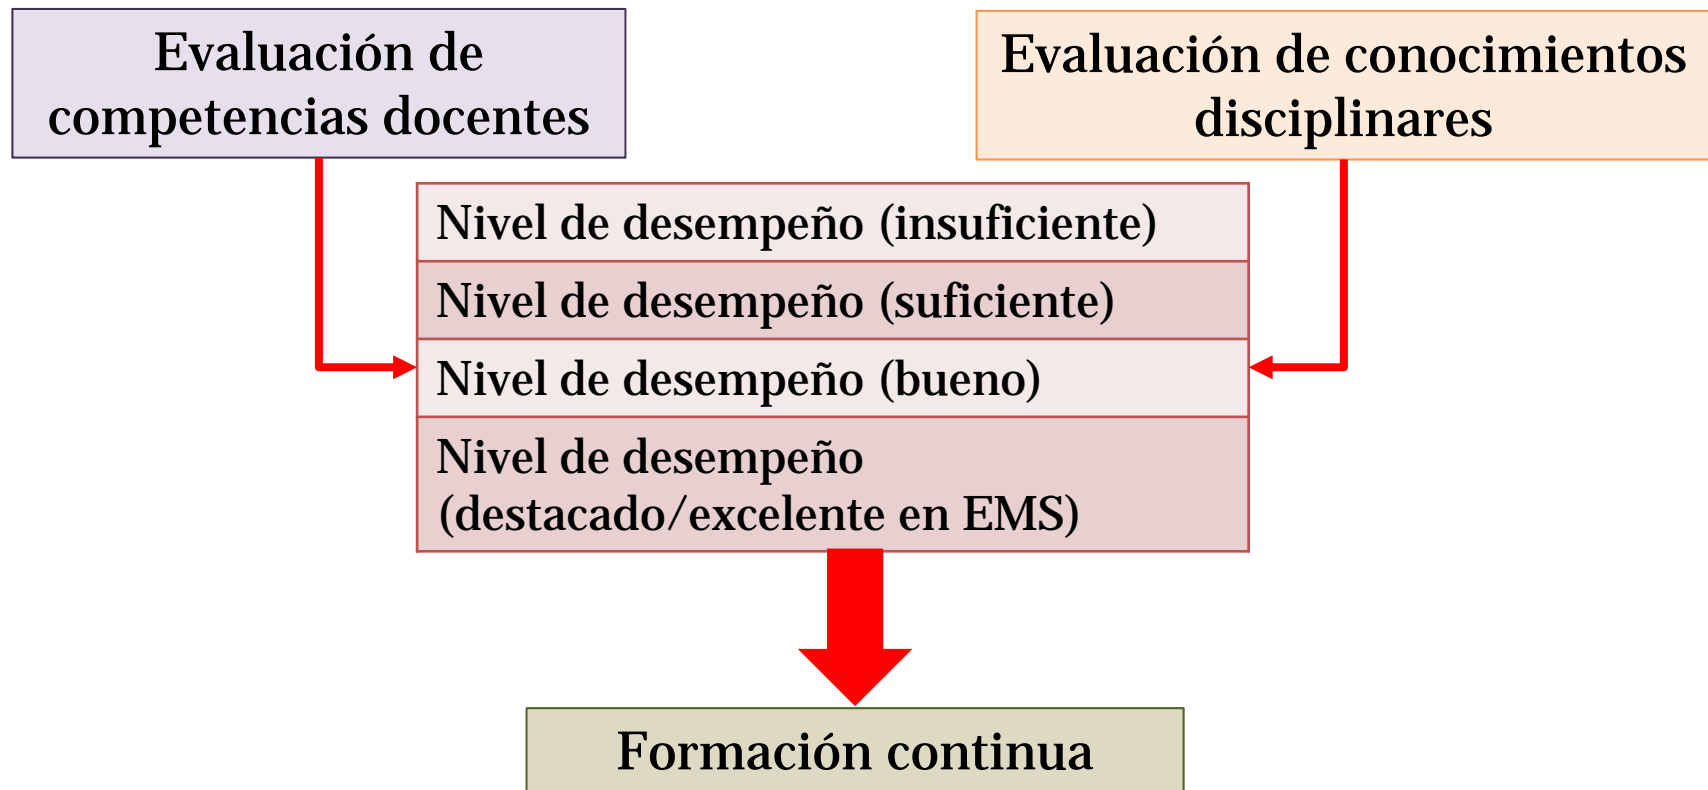 Evaluación de
competencias docentes
Evaluación de conocimientos
disciplinares
Nivel de desempeño (insuficiente)
Nivel de desempeño (suficiente)
Nivel de desempeño (bueno)
Nivel de desempeño
(destacado/excelente en EMS)
Formación continua